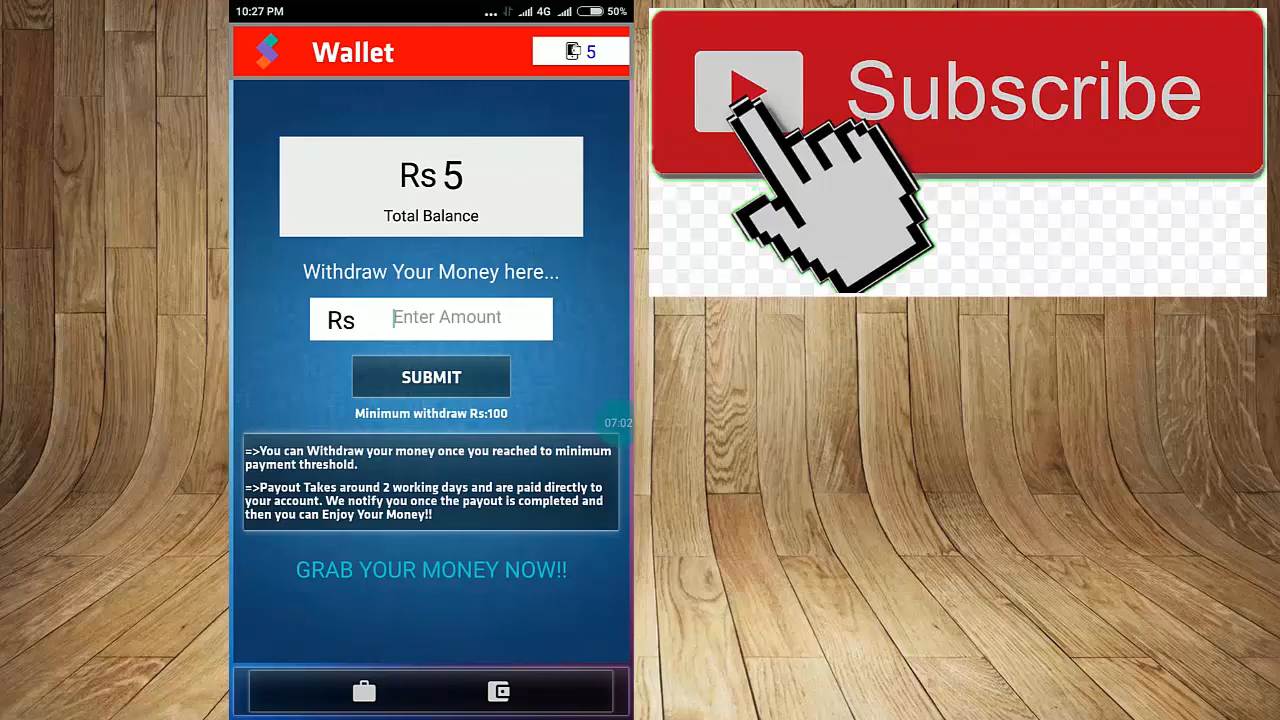 10:27 PM
... 4G 50%
Wallet
5
Rs 5
Total Balance
Withdraw Your Money here...
Rs Enter Amount
SUBMIT
Minimum withdraw Rs:100
07:02
=>You can Withdraw your money once you reached to minimum
payment threshold.
=>Payout Takes around 2 working days and are paid directly to
your account. We notify you once the payout is completed and
then you can Enjoy Your Money!!
GRAB YOUR MONEY NOW!!
Subscribe